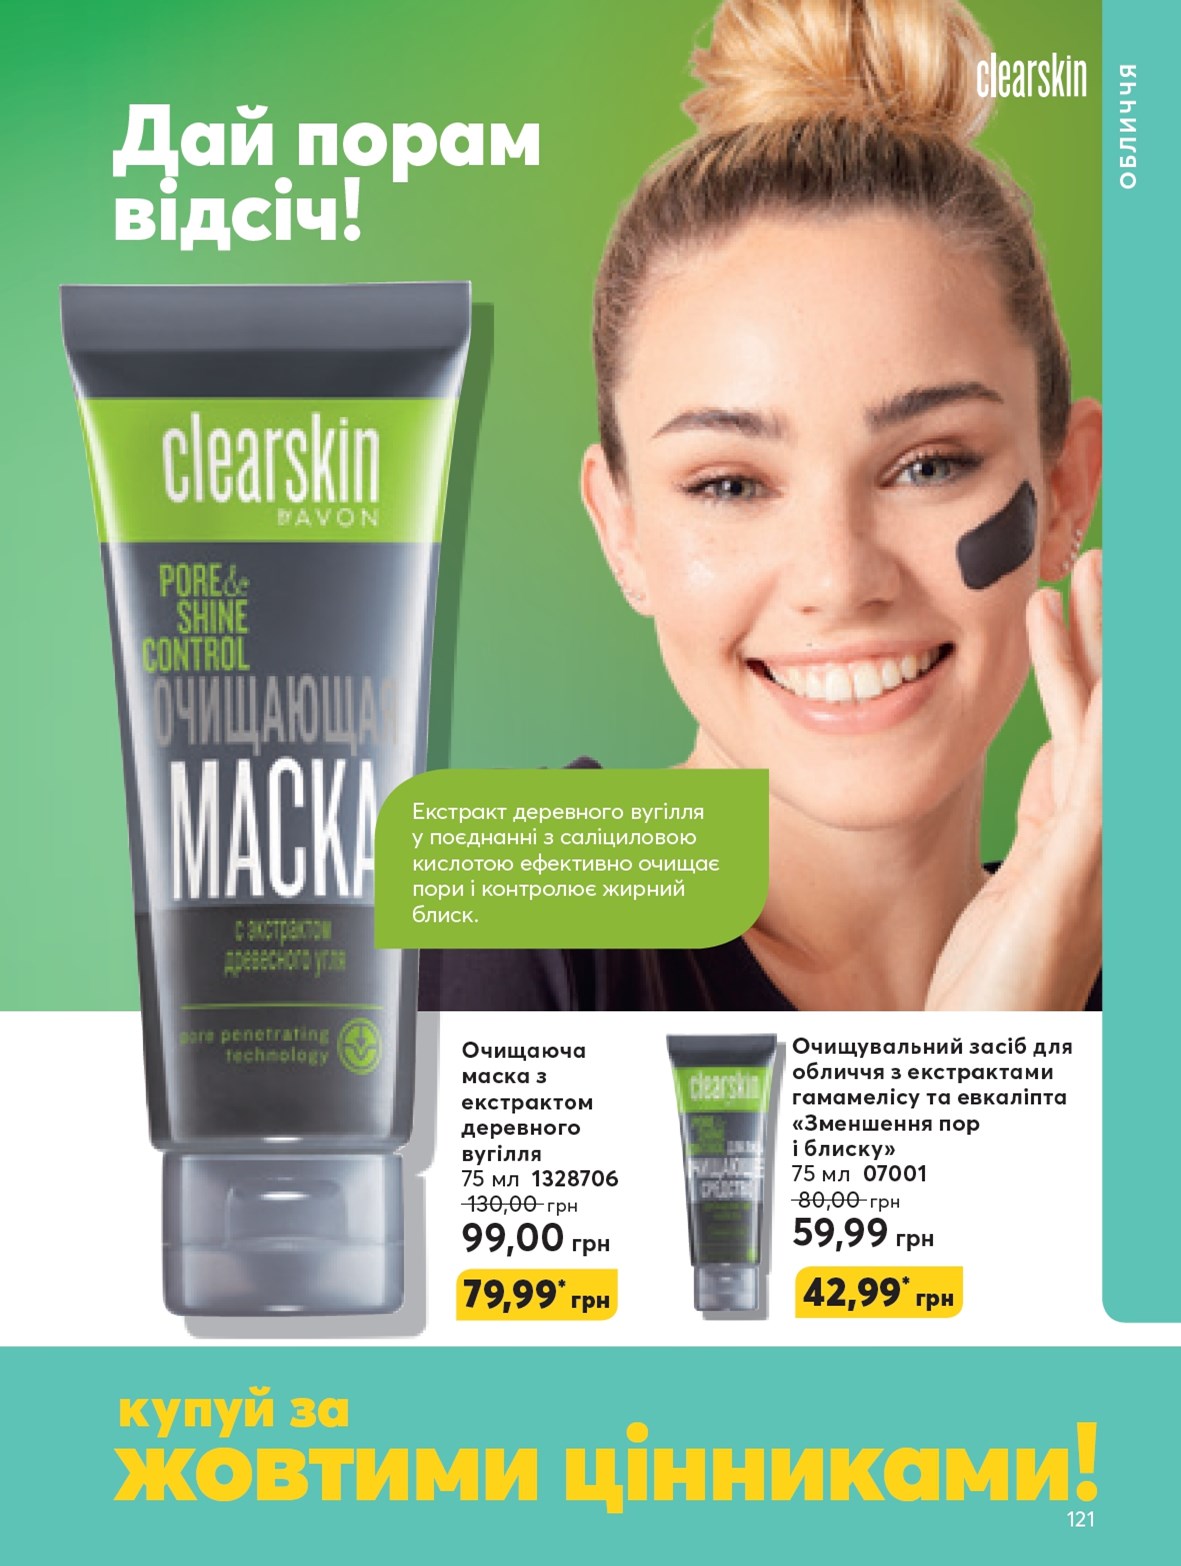 clearskin
ОБЛИЧЧЯ
Дай порам
відсіч!
clearskin
BY AVON
PORE &
SHINE
CONTROL
ОЧИЩАЮЩАЯ
МАСКА
с экстрактом
древесного угля
pore penetrating
technology
Екстракт деревного вугілля
у поєднанні з саліциловою
кислотою ефективно очищає
пори і контролює жирний
блиск.
Очищаюча
маска з
екстрактом
деревного
вугілля
75 мл 1328706
130,00 грн
99,00 грн
79,99* грн
clearskin
Очищувальний засіб для
обличчя з екстрактами
гамамелісу та евкаліпта
«Зменшення пор
і блиску»
75 мл 07001
80,00 грн
59,99 грн
42,99* грн
купуй за
жовтими цінниками!
121